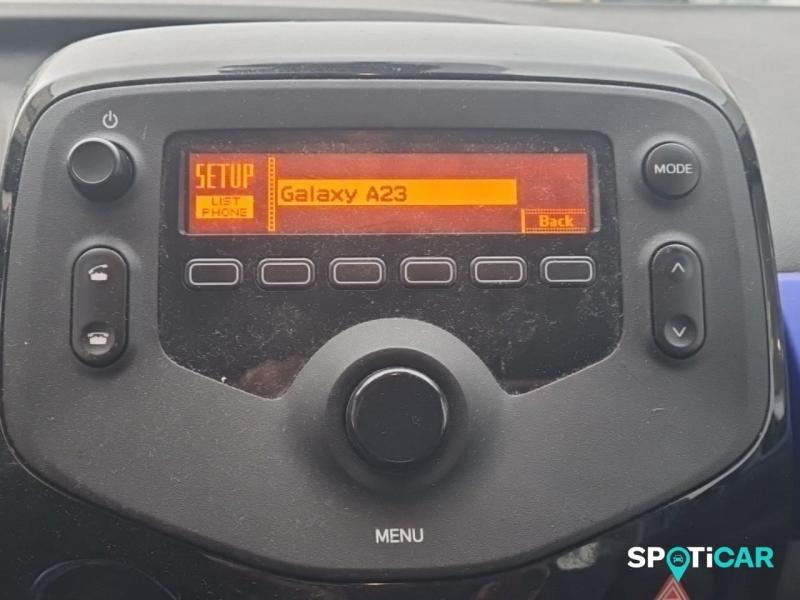 SETUP
LIST
PHONE
Galaxy A23
Back
MODE
MENU
SPOTiCAR